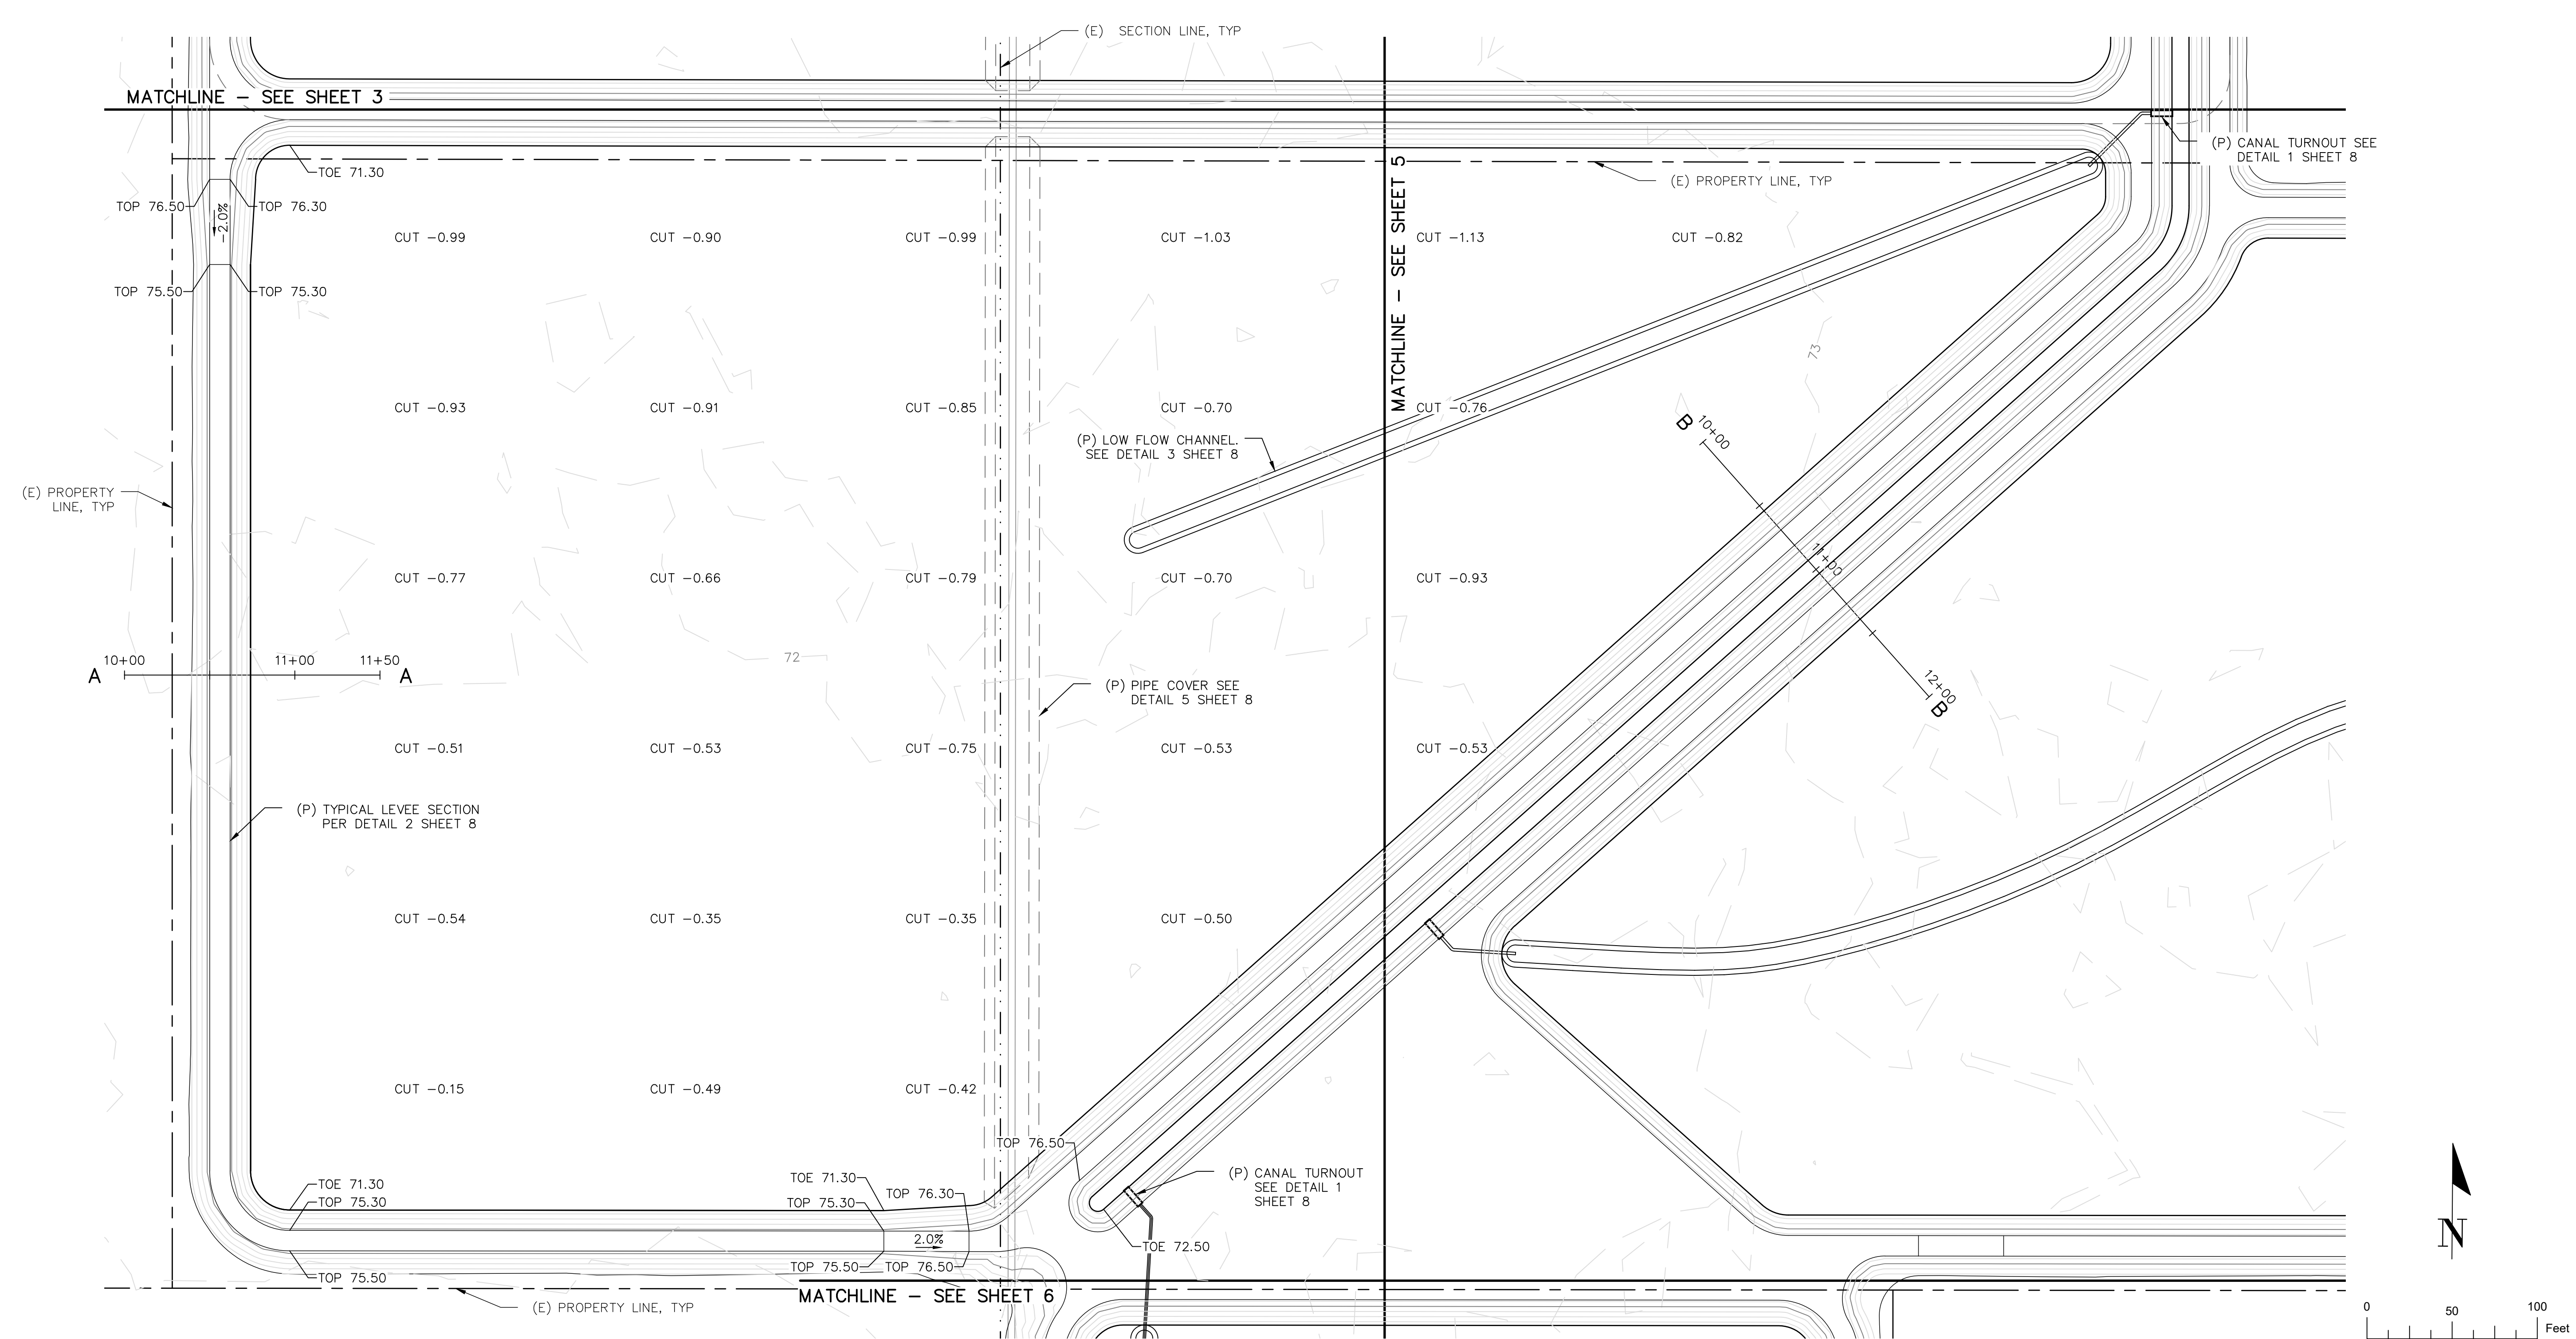 (E) SECTION LINE, TYP
MATCHLINE – SEE SHEET 3
(P) CANAL TURNOUT SEE
DETAIL 1 SHEET 8
TOE 71.30
(E) PROPERTY LINE, TYP
MATCHLINE – SEE SHEET 5
TOP 76.50
–2.0%
TOP 76.30
CUT –0.99
CUT –0.90
CUT –0.99
CUT –1.03
CUT –1.13
CUT –0.82
TOP 75.50
TOP 75.30
73
CUT –0.93
CUT –0.91
CUT –0.85
CUT –0.70
CUT –0.76
B
10+00
(P) LOW FLOW CHANNEL.
SEE DETAIL 3 SHEET 8
(E) PROPERTY
LINE, TYP
11+00
CUT –0.77
CUT –0.66
CUT –0.79
CUT –0.70
CUT –0.93
72
A
10+00
11+00
11+50
A
12+00
B
(P) PIPE COVER SEE
DETAIL 5 SHEET 8
CUT –0.51
CUT –0.53
CUT –0.75
CUT –0.53
CUT –0.53
(P) TYPICAL LEVEE SECTION
PER DETAIL 2 SHEET 8
CUT –0.54
CUT –0.35
CUT –0.35
CUT –0.50
CUT –0.15
CUT –0.49
CUT –0.42
TOP 76.50
(P) CANAL TURNOUT
SEE DETAIL 1
SHEET 8
TOE 71.30
TOP 75.30
TOE 71.30
TOP 75.30
TOP 76.30
2.0%
TOE 72.50
TOP 75.50
TOP 75.50
TOP 76.50
MATCHLINE – SEE SHEET 6
(E) PROPERTY LINE, TYP
N
0
50
100
Feet